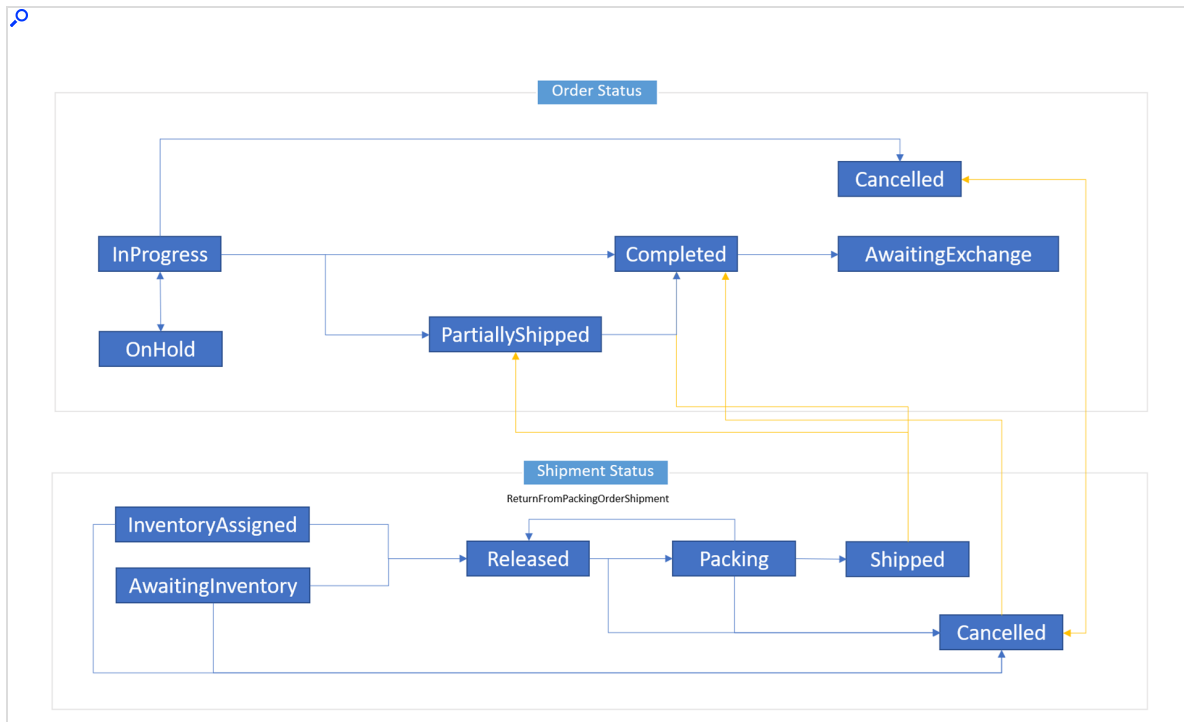 Order Status
Cancelled
InProgress
Completed
AwaitingExchange
PartiallyShipped
OnHold
Shipment Status
ReturnFromPackingOrderShipment
InventoryAssigned
Released
Packing
Shipped
AwaitingInventory
Cancelled